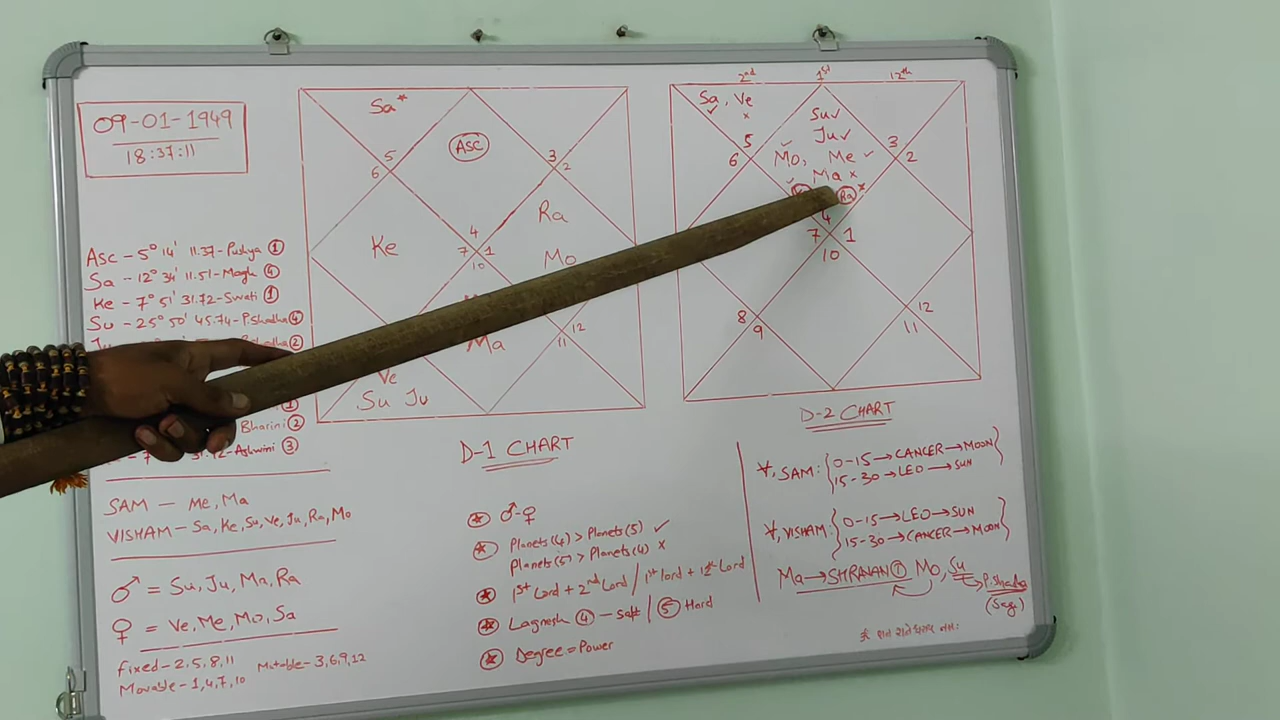 09-01-1949
18:37:11
Asc - 5° 14' 11.37 - Pushya ①
Sa - 12° 34' 11.51 - Magh ④
Ke - 7° 51' 31.72 - Swati ①
Su - 25° 50' 45.74 - P.Shadha ④
Ju
②
①
Bharini ②
31.72 - Ashwini ③
SAM - Me, Ma
VISHAM - Sa, Ke, Su, Ve, Ju, Ra, Mo
♂ = Su, Ju, Ma, Ra
♀ = Ve, Me, Mo, Sa
fixed - 2, 5, 8, 11
Mutable - 3, 6, 9, 12
Movable - 1, 4, 7, 10
Sa*
Asc
5
6
3
2
Ra
Ke
4
7
1
10
Mo
12
11
Ma
Ve
Su Ju
D-1 CHART
♂-♀
Planets (4) > Planets (5) ✓
Planets (5) > Planets (4) x
1st Lord + 2nd Lord / 1st lord + 12th Lord
Lagnesh ④ - soft / ⑤ Hard
Degree = Power
2nd
1st
12th
Sa, Ve
✓ x
Su✓
Ju✓
5
6
3
2
Mo, Me ✓
Ma x
Ra *
4
7
1
10
8
9
12
11
D-2 CHART
∀, SAM: { 0-15 → CANCER → MOON }
15-30 → LEO → SUN
∀, VISHAM: { 0-15 → LEO → SUN }
15-30 → CANCER → MOON
Ma → SHRAVAN ① Mo, Su
→ P.Shadha
(Sag)